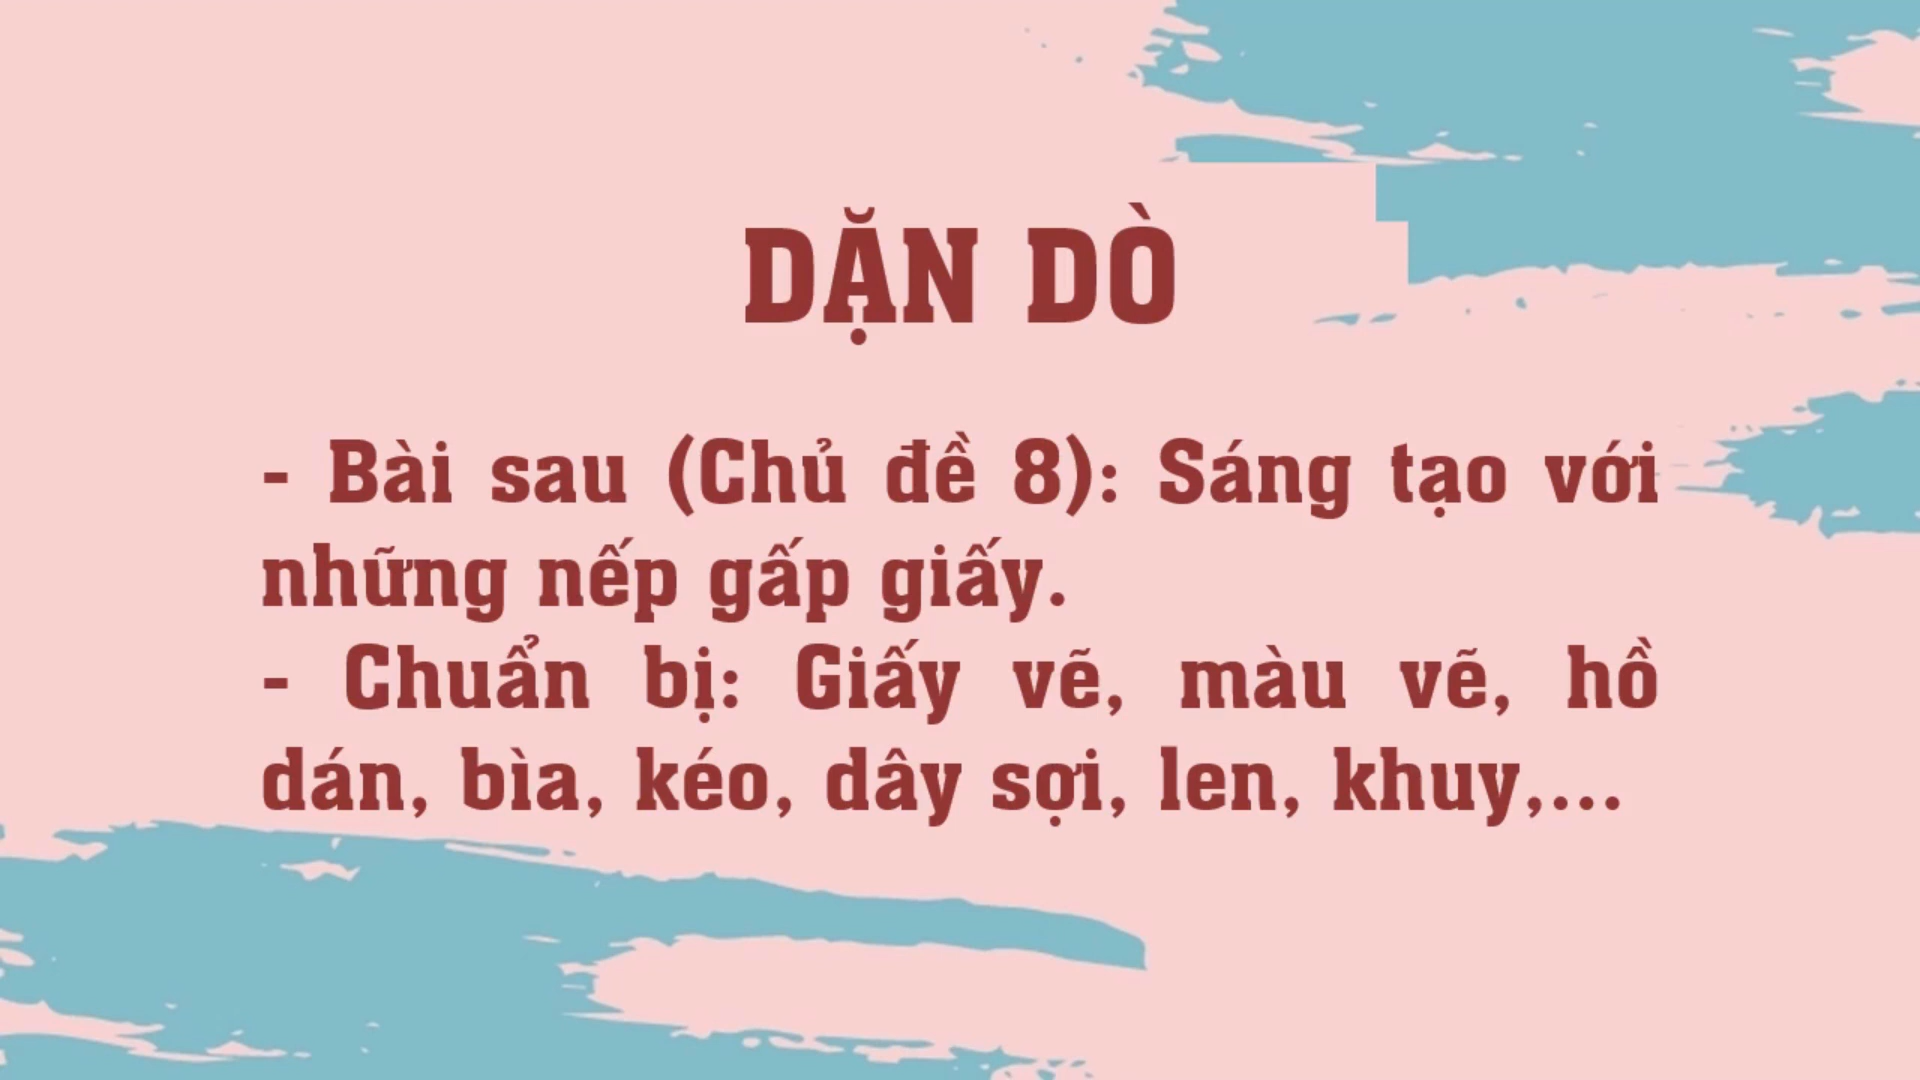 DẶN DÒ
- Bài sau (Chủ đề 8): Sáng tạo với
những nếp gấp giấy.
- Chuẩn bị: Giấy vẽ, màu vẽ, hồ
dán, bìa, kéo, dây sợi, len, khuy,...